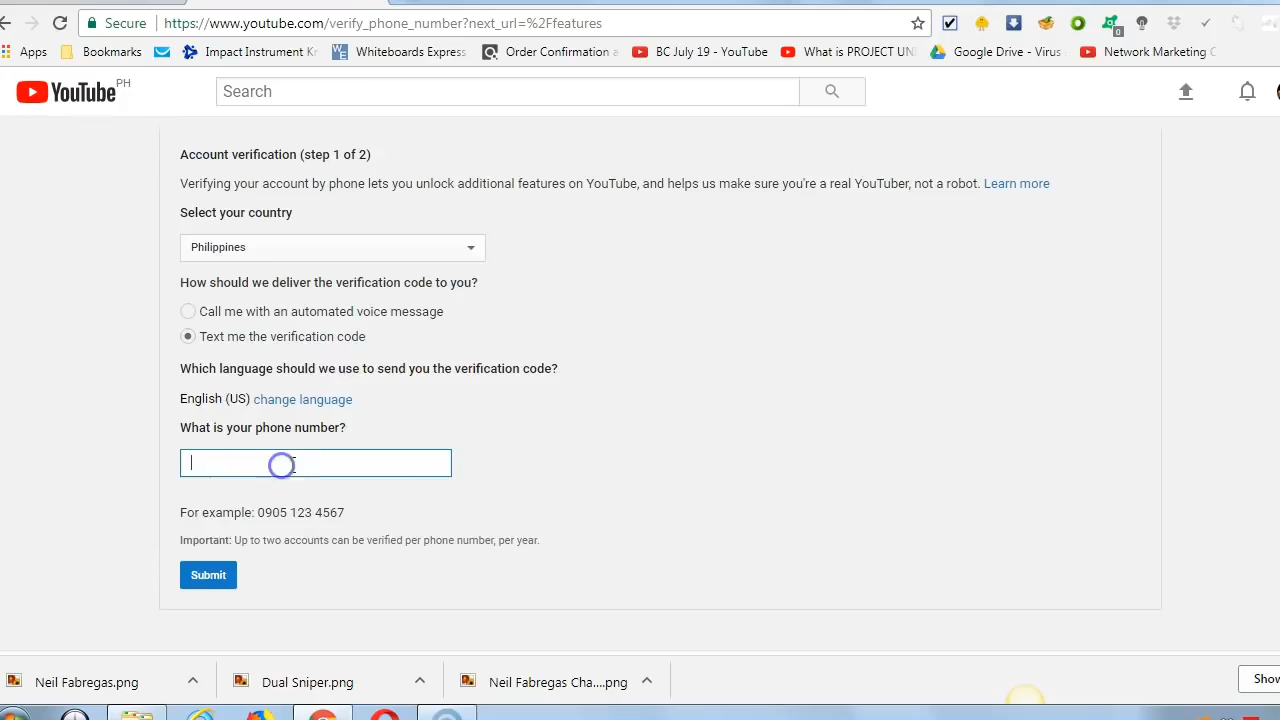 Secure https://www.youtube.com/verify_phone_number?next_url=%2Ffeatures
0
Apps Bookmarks Impact Instrument Kr Whiteboards Express Order Confirmation BC July 15 - YouTube What is PROJECT UNI Google Drive - Virus Network Marketing
YouTube PH Search
Account verification (step 1 of 2)
Verifying your account by phone lets you unlock additional features on YouTube, and helps us make sure you're a real YouTuber, not a robot. Learn more
Select your country
Philippines
How should we deliver the verification code to you?
Call me with an automated voice message
Text me the verification code
Which language should we use to send you the verification code?
English (US) change language
What is your phone number?
For example: 0905 123 4567
Important: Up to two accounts can be verified per phone number, per year.
Submit
Neil Fabregas.png Dual Sniper.png Neil Fabregas Cha....png Show